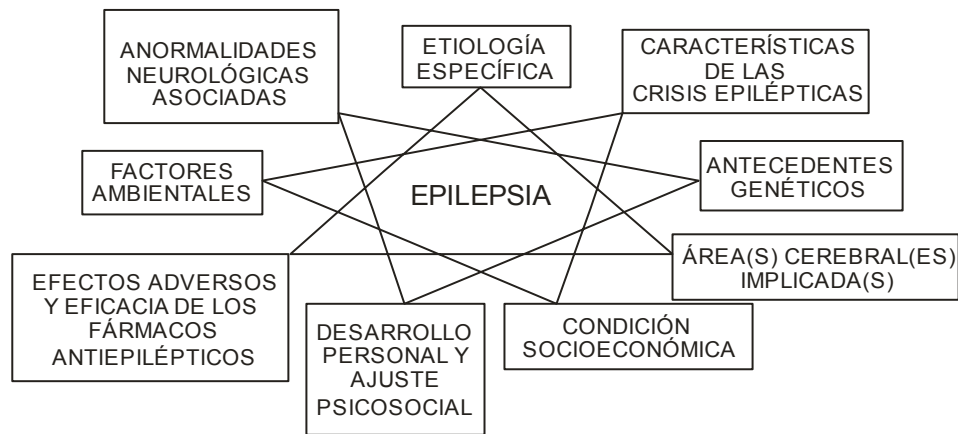 ANORMALIDADES
NEUROLÓGICAS
ASOCIADAS
ETIOLOGÍA
ESPECÍFICA
CARACTERÍSTICAS
DE LAS
CRISIS EPILÉPTICAS
FACTORES
AMBIENTALES
EPILEPSIA
ANTECEDENTES
GENÉTICOS
EFECTOS ADVERSOS
Y EFICACIA DE LOS
FÁRMACOS
ANTIEPILÉPTICOS
DESARROLLO
PERSONAL Y
AJUSTE
PSICOSOCIAL
CONDICIÓN
SOCIOECONÓMICA
ÁREA(S) CEREBRAL(ES)
IMPLICADA(S)